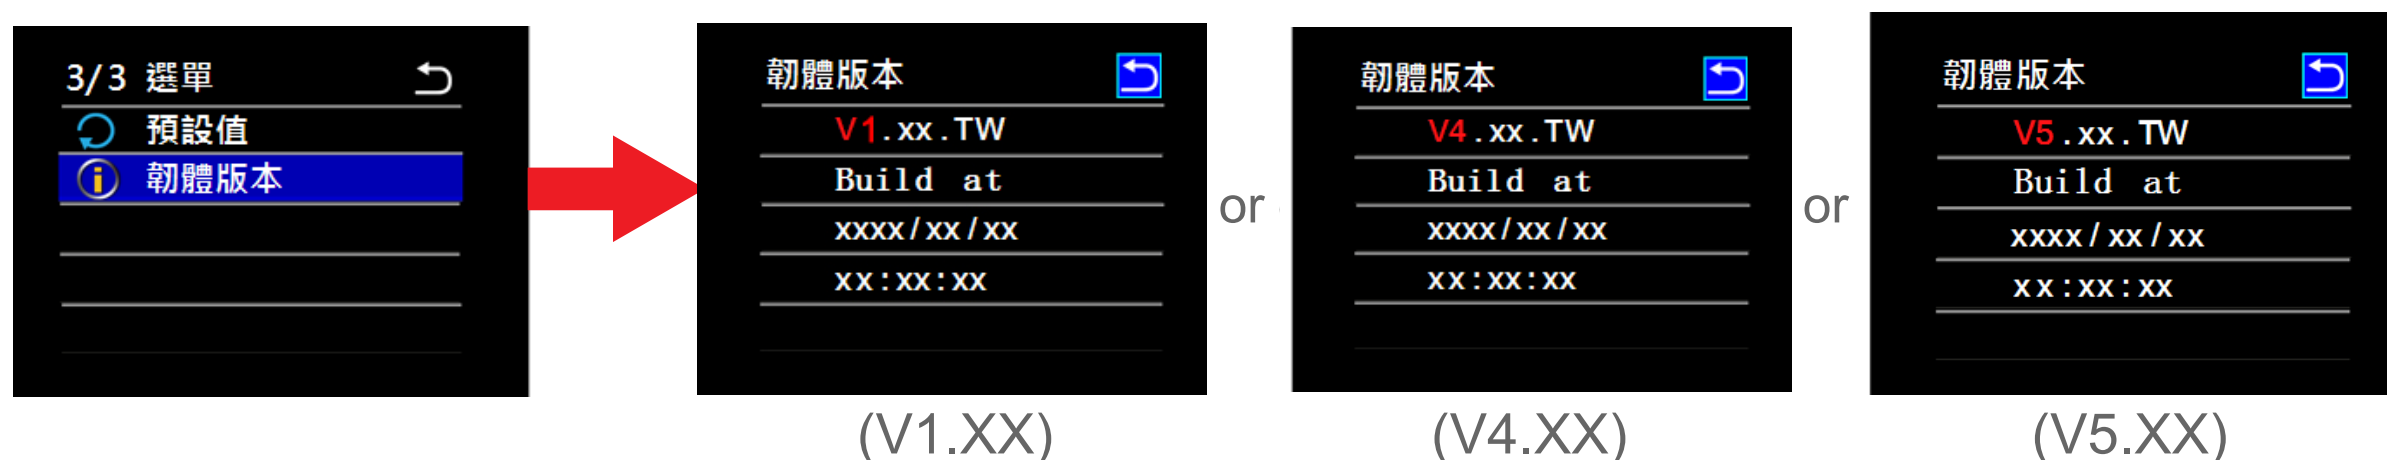 3/3 選單
預設值
韌體版本
韌體版本
V1.xx.TW
Build at
xxxx/xx/xx
xx:xx:xx
(V1.XX)
or
韌體版本
V4.xx.TW
Build at
xxxx/xx/xx
xx:xx:xx
(V4.XX)
or
韌體版本
V5.xx.TW
Build at
xxxx/xx/xx
xx:xx:xx
(V5.XX)